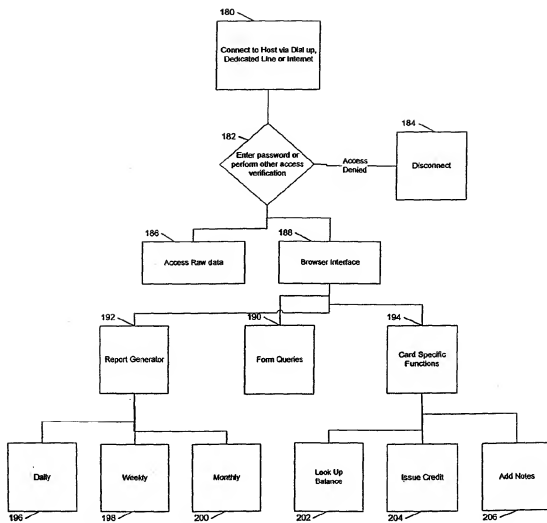 180
Connect to Host via Dial up,
Dedicated Line or Internet
182
Enter password or
perform other access
verification
Access
Denied
184
Disconnect
186
Access Raw data
188
Browser Interface
192
Report Generator
190
Form Queries
194
Card Specific
Functions
Daily
196
Weekly
198
Monthly
200
Look Up
Balance
202
Issue Credit
204
Add Notes
206